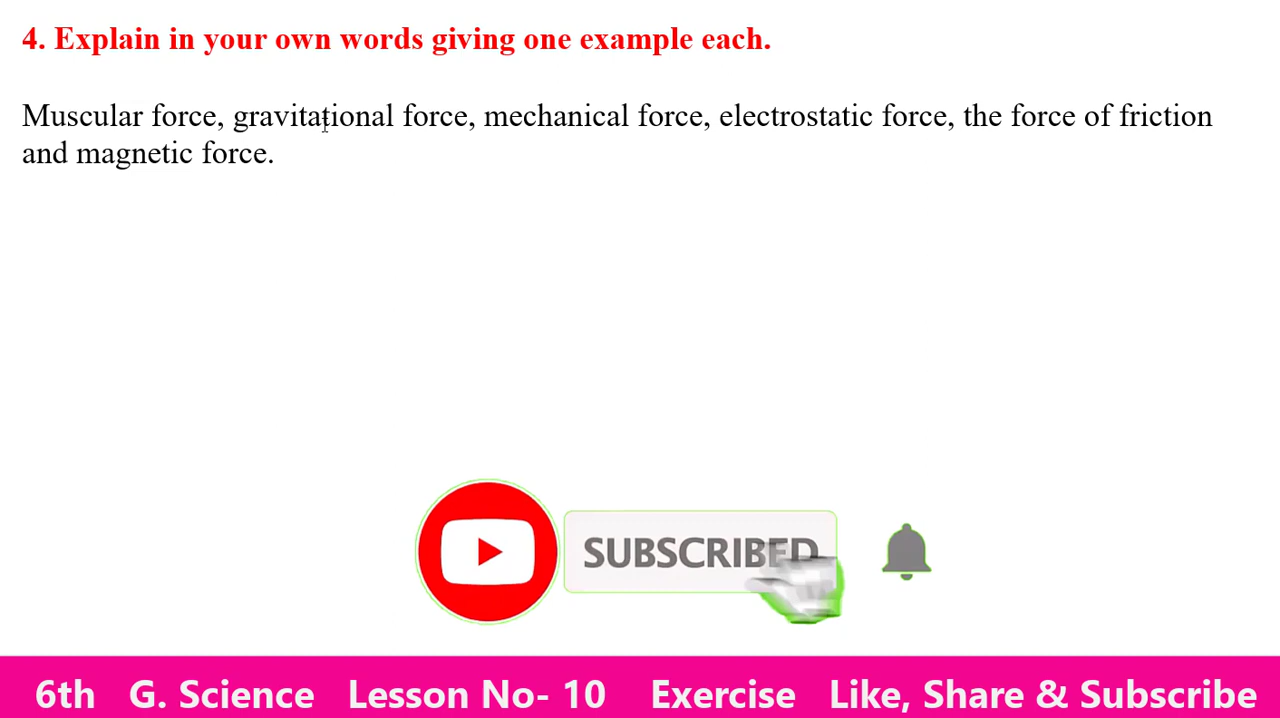 4. Explain in your own words giving one example each.
Muscular force, gravitational force, mechanical force, electrostatic force, the force of friction
and magnetic force.
SUBSCRIBED
6th G. Science Lesson No- 10 Exercise Like, Share & Subscribe